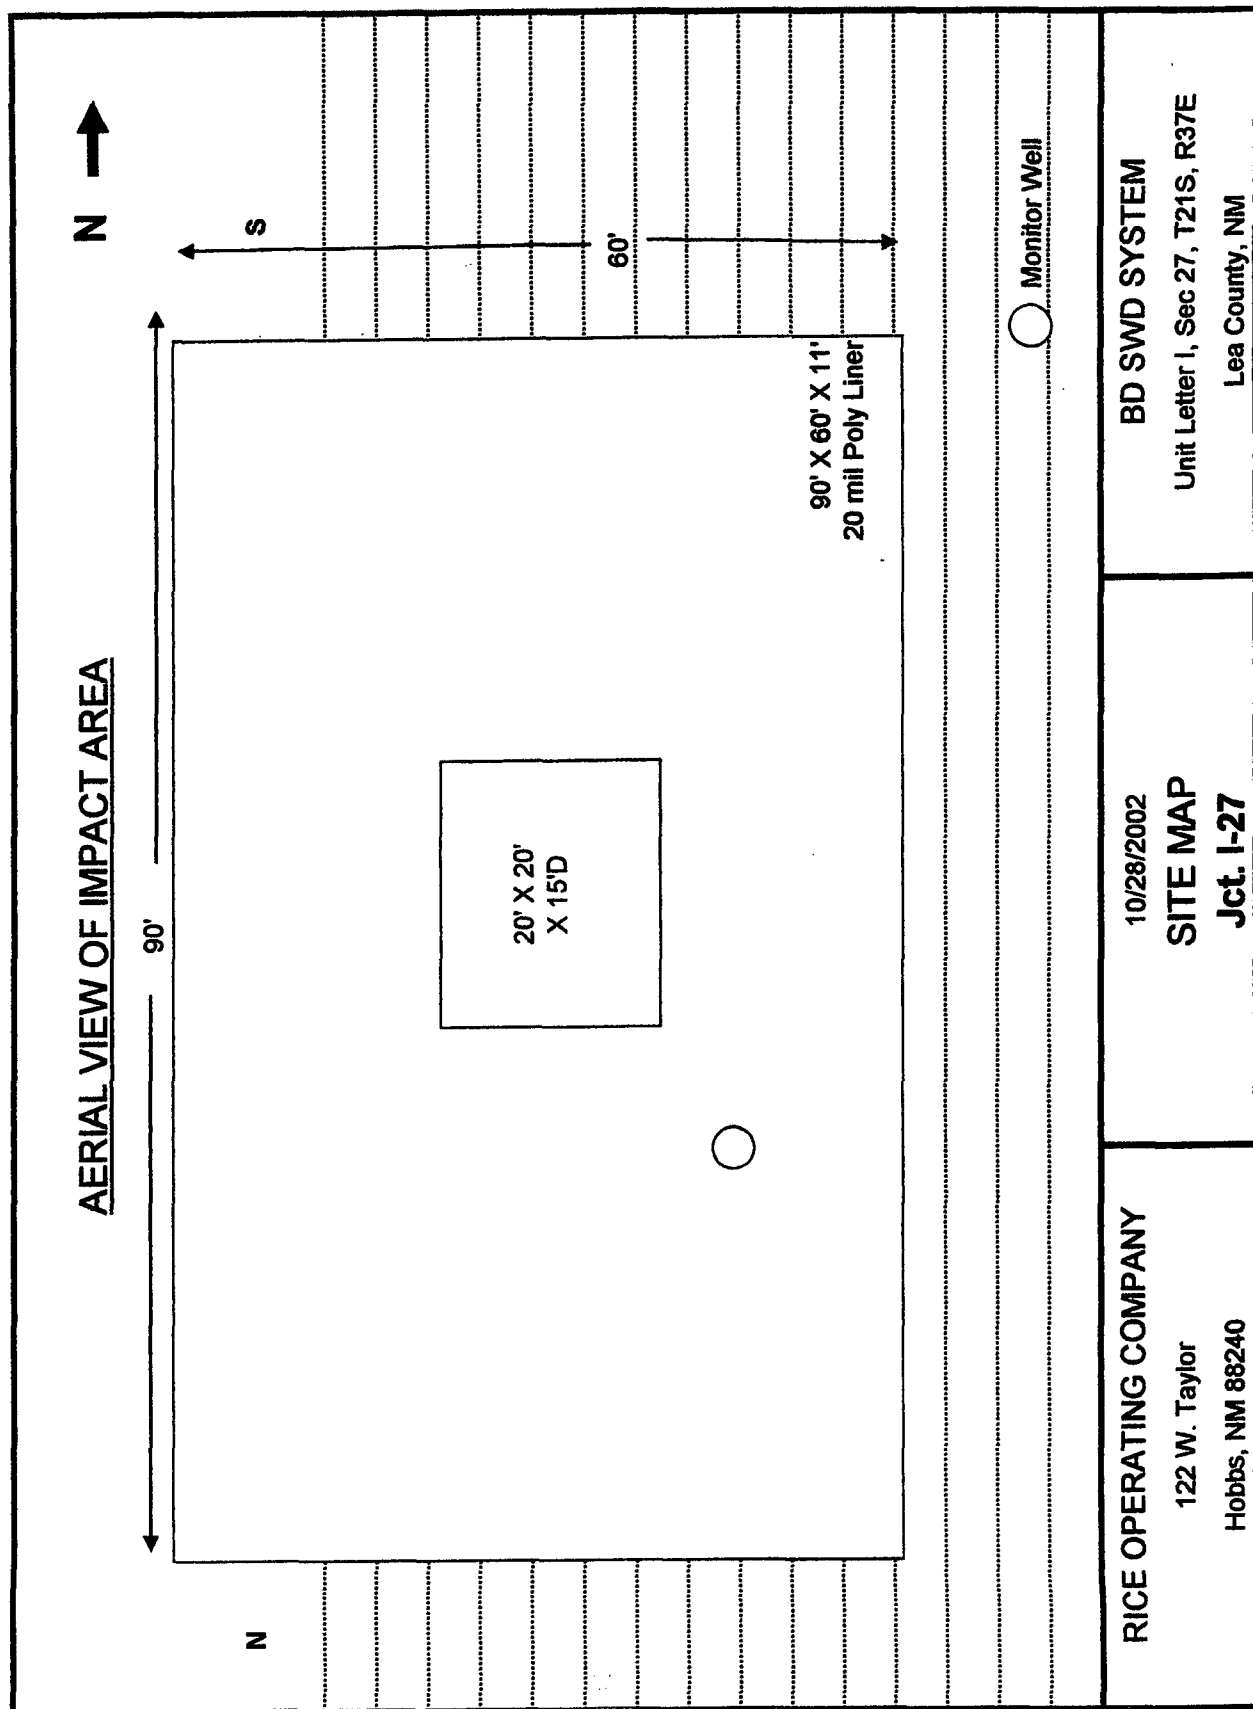 AERIAL VIEW OF IMPACT AREA
N
90'
N
S
60'
20' X 20'
X 15'D
90' X 60' X 11'
20 mil Poly Liner
Monitor Well
RICE OPERATING COMPANY
122 W. Taylor
Hobbs, NM 88240
10/28/2002
SITE MAP
Jct. I-27
BD SWD SYSTEM
Unit Letter I, Sec 27, T21S, R37E
Lea County, NM